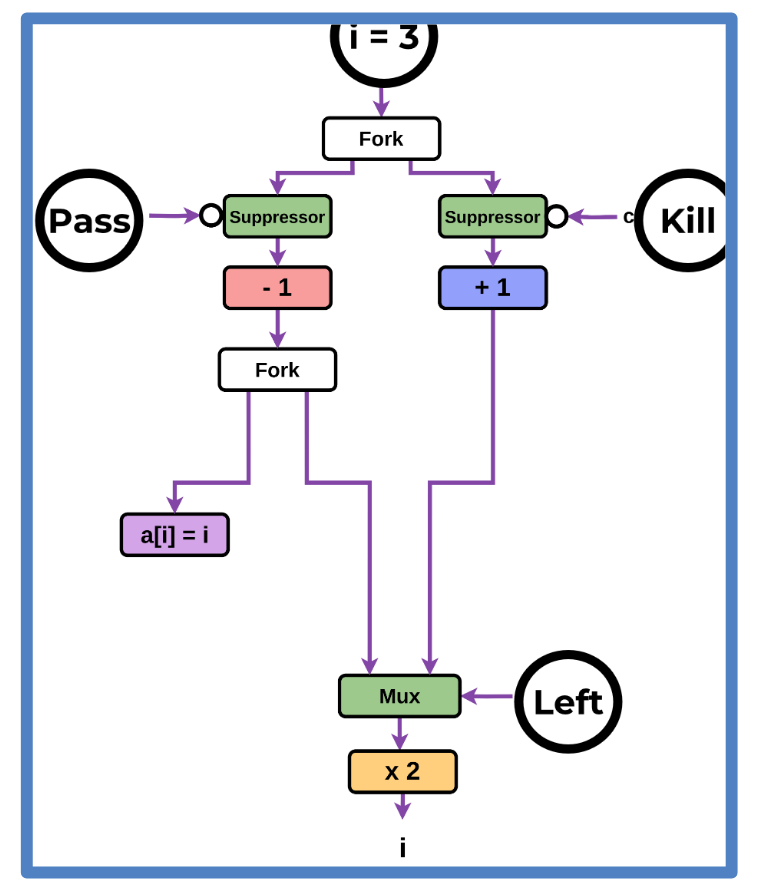 i = 3
Fork
Pass
Suppressor
Suppressor
c
Kill
- 1
+ 1
Fork
a[i] = i
Mux
Left
x 2
i